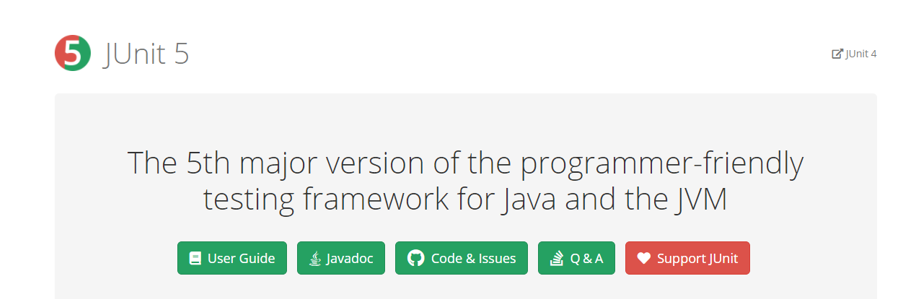 5 JUnit 5
JUnit 4
The 5th major version of the programmer-friendly
testing framework for Java and the JVM
User Guide
Javadoc
Code & Issues
Q & A
Support JUnit